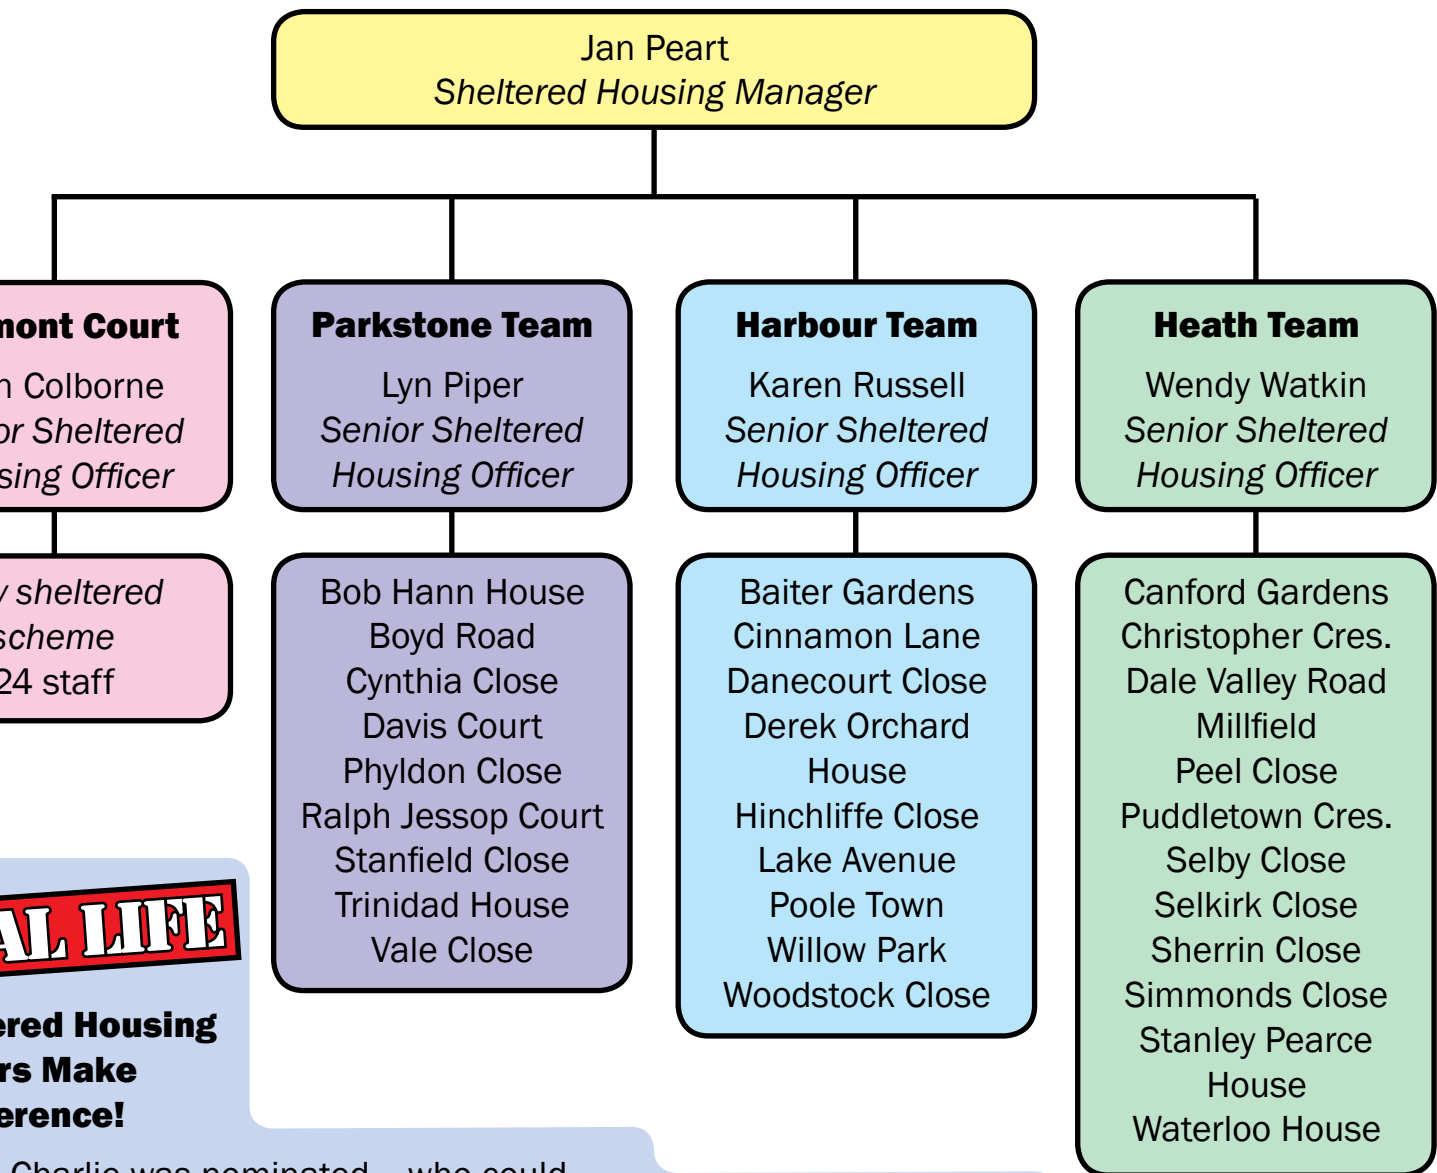 Jan Peart
Sheltered Housing Manager
mont Court
n Colborne
or Sheltered
sing Officer
y sheltered
scheme
24 staff
Parkstone Team
Lyn Piper
Senior Sheltered
Housing Officer
Bob Hann House
Boyd Road
Cynthia Close
Davis Court
Phyldon Close
Ralph Jessop Court
Stanfield Close
Trinidad House
Vale Close
Harbour Team
Karen Russell
Senior Sheltered
Housing Officer
Baiter Gardens
Cinnamon Lane
Danecourt Close
Derek Orchard
House
Hinchliffe Close
Lake Avenue
Poole Town
Willow Park
Woodstock Close
Heath Team
Wendy Watkin
Senior Sheltered
Housing Officer
Canford Gardens
Christopher Cres.
Dale Valley Road
Millfield
Peel Close
Puddletown Cres.
Selby Close
Selkirk Close
Sherrin Close
Simmonds Close
Stanley Pearce
House
Waterloo House
AL LIFE
ered Housing
rs Make
erence!
Charlie was nominated – who could